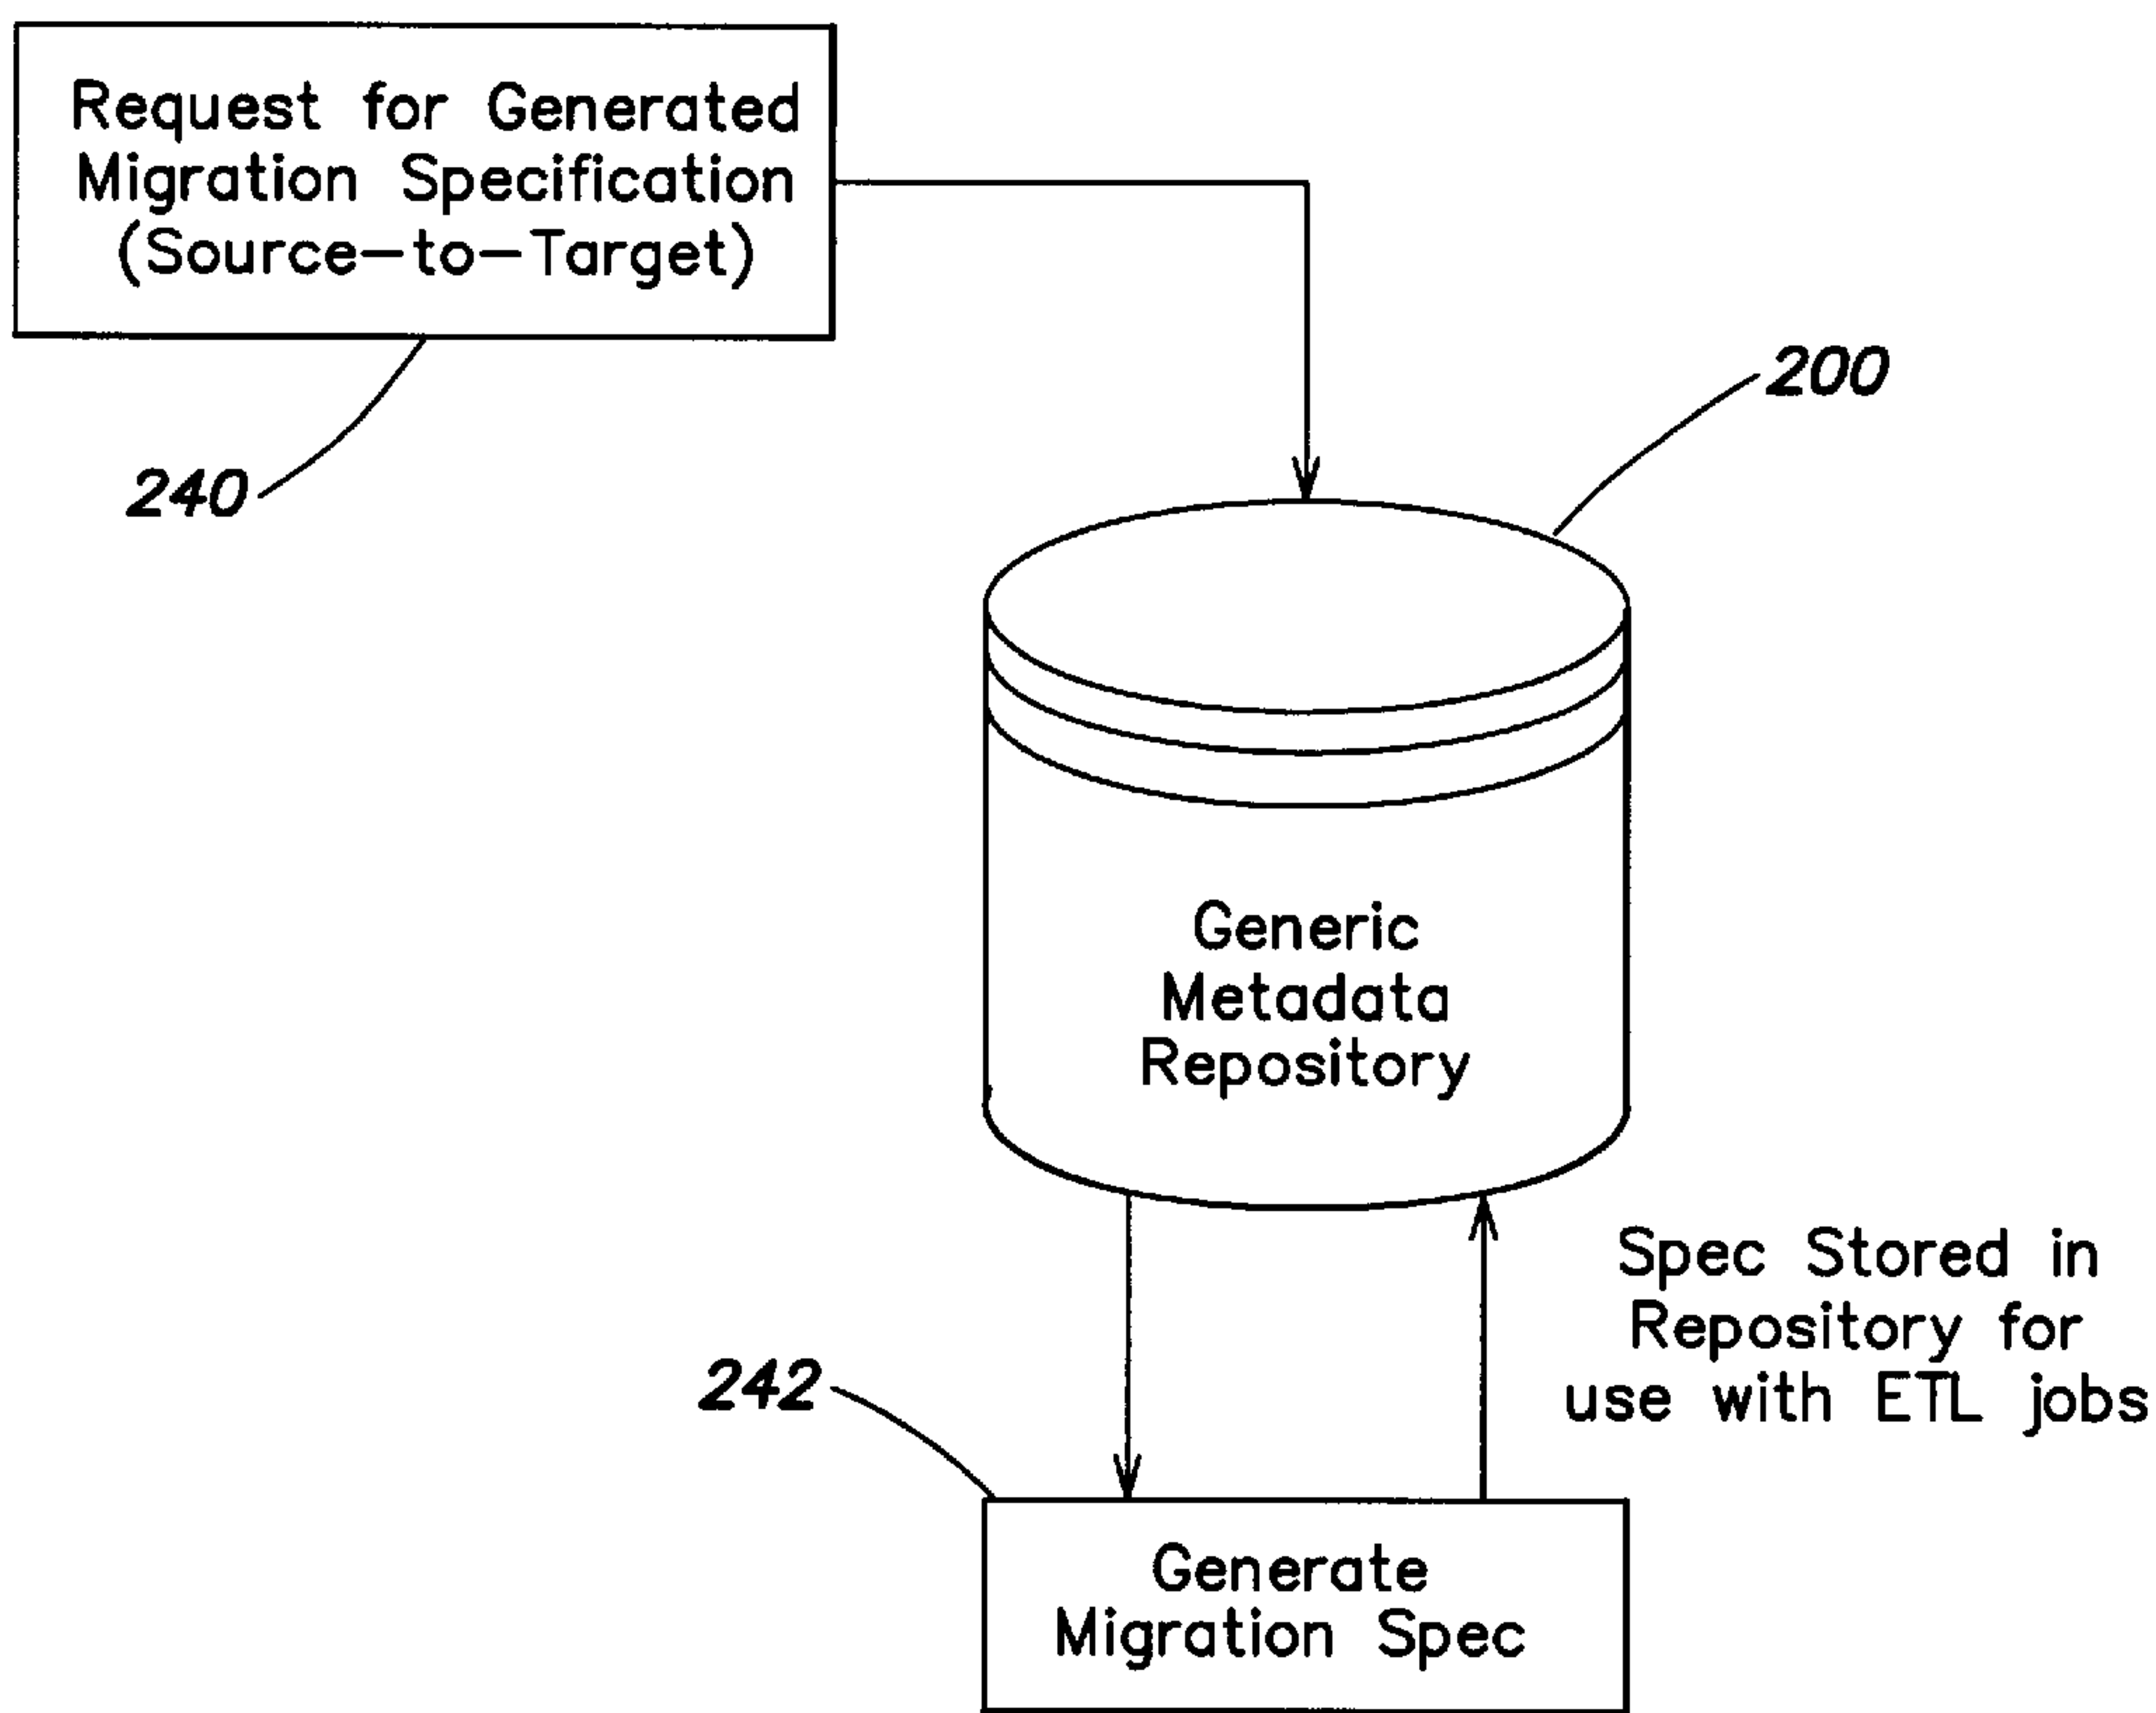 Request for Generated
Migration Specification
(Source-to-Target)
240
200
Generic
Metadata
Repository
Spec Stored in
Repository for
use with ETL jobs
242
Generate
Migration Spec